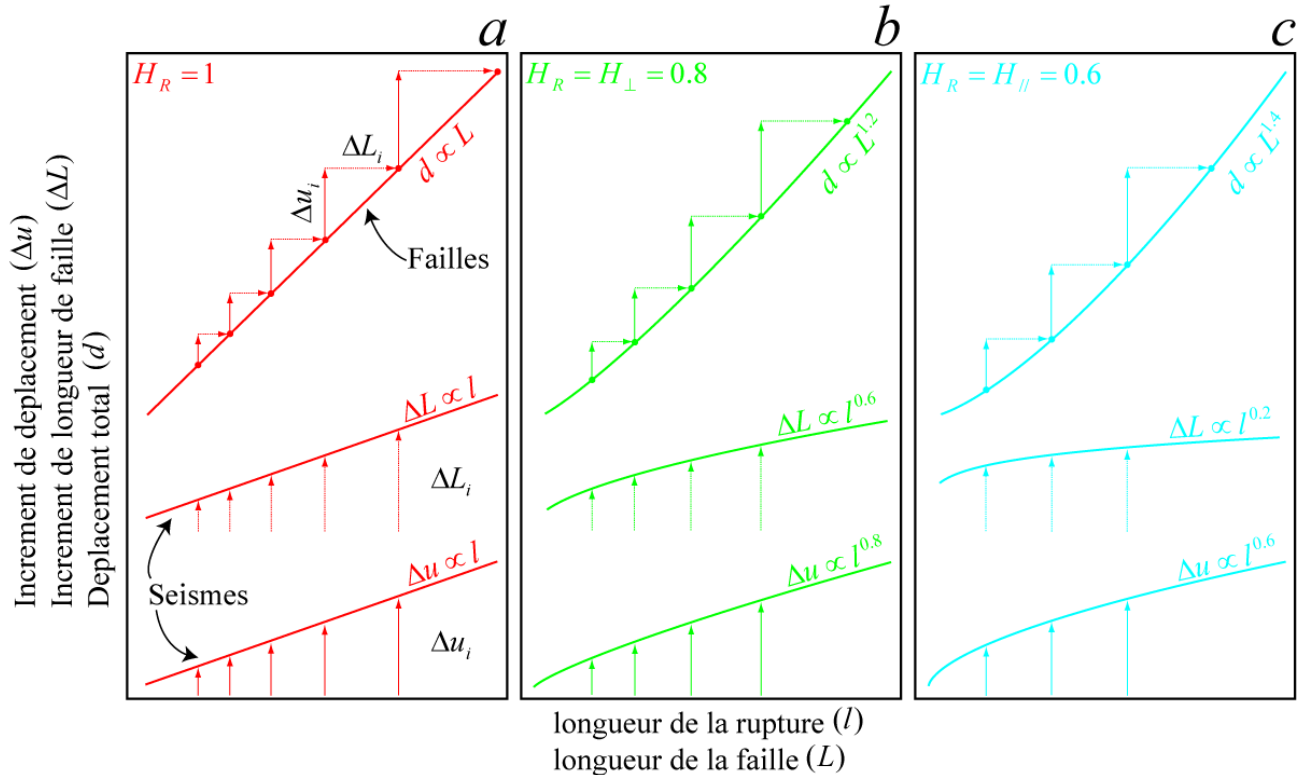 a
b
c
H_R = 1
H_R = H_⊥ = 0.8
H_R = H_// = 0.6
d ∝ L
d ∝ L^1.2
d ∝ L^1.4
ΔL_i
Δu_i
Failles
ΔL ∝ l
ΔL ∝ l^0.6
ΔL ∝ l^0.2
ΔL_i
Seismes
Δu ∝ l
Δu ∝ l^0.8
Δu ∝ l^0.6
Δu_i
Increment de deplacement (Δu)
Increment de longueur de faille (ΔL)
Deplacement total (d)
longueur de la rupture (l)
longueur de la faille (L)